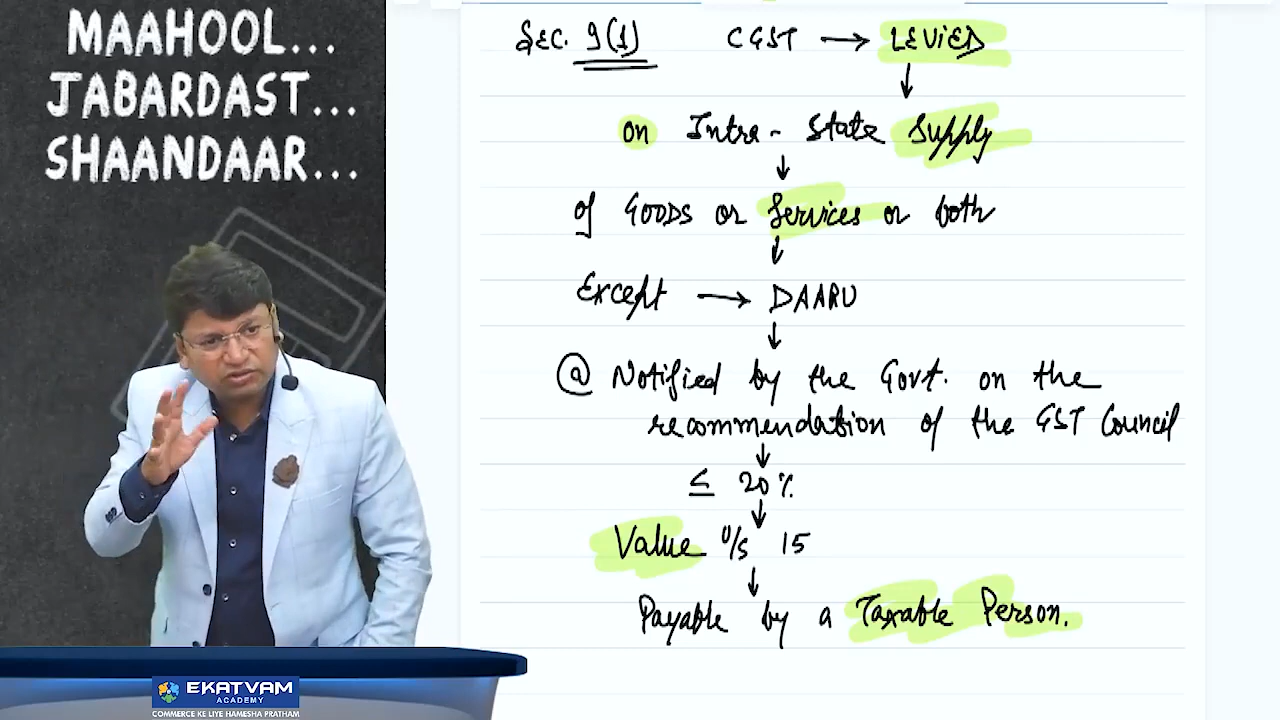 MAAHOOL...
JABARDAST...
SHAANDAAR...
SEC. 9(1) CGST → LEVIED
↓
on Intra - State Supply
↓
of GOODS or Services or both
↓
Except → DAARU
↓
@ Notified by the Govt. on the
recommendation of the GST Council
↓
≤ 20%
↓
Value u/s 15
↓
Payable by a Taxable Person.
EKATVAM
ACADEMY
COMMERCE KE LIYE HAMESHA PRATHAM